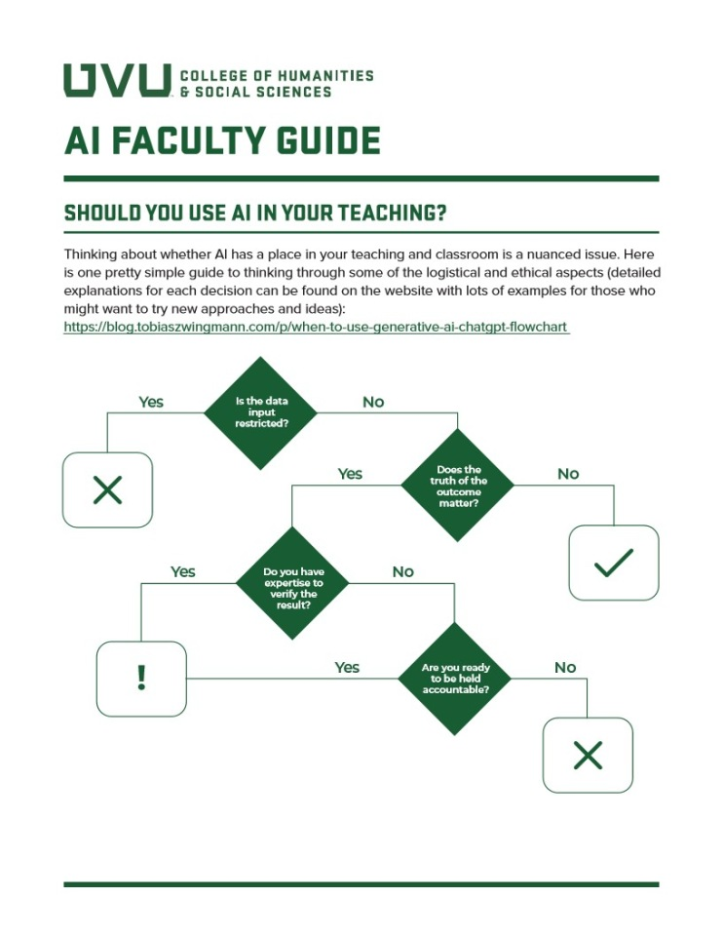 UVU COLLEGE OF HUMANITIES
& SOCIAL SCIENCES
AI FACULTY GUIDE
SHOULD YOU USE AI IN YOUR TEACHING?
Thinking about whether AI has a place in your teaching and classroom is a nuanced issue. Here
is one pretty simple guide to thinking through some of the logistical and ethical aspects (detailed
explanations for each decision can be found on the website with lots of examples for those who
might want to try new approaches and ideas):
https://blog.tobiaszwingmann.com/p/when-to-use-generative-ai-chatgpt-flowchart
Yes
Is the data
input
restricted?
No
Yes
Does the
truth of the
outcome
matter?
No
Yes
Do you have
expertise to
verify the
result?
No
!
Yes
Are you ready
to be held
accountable?
No